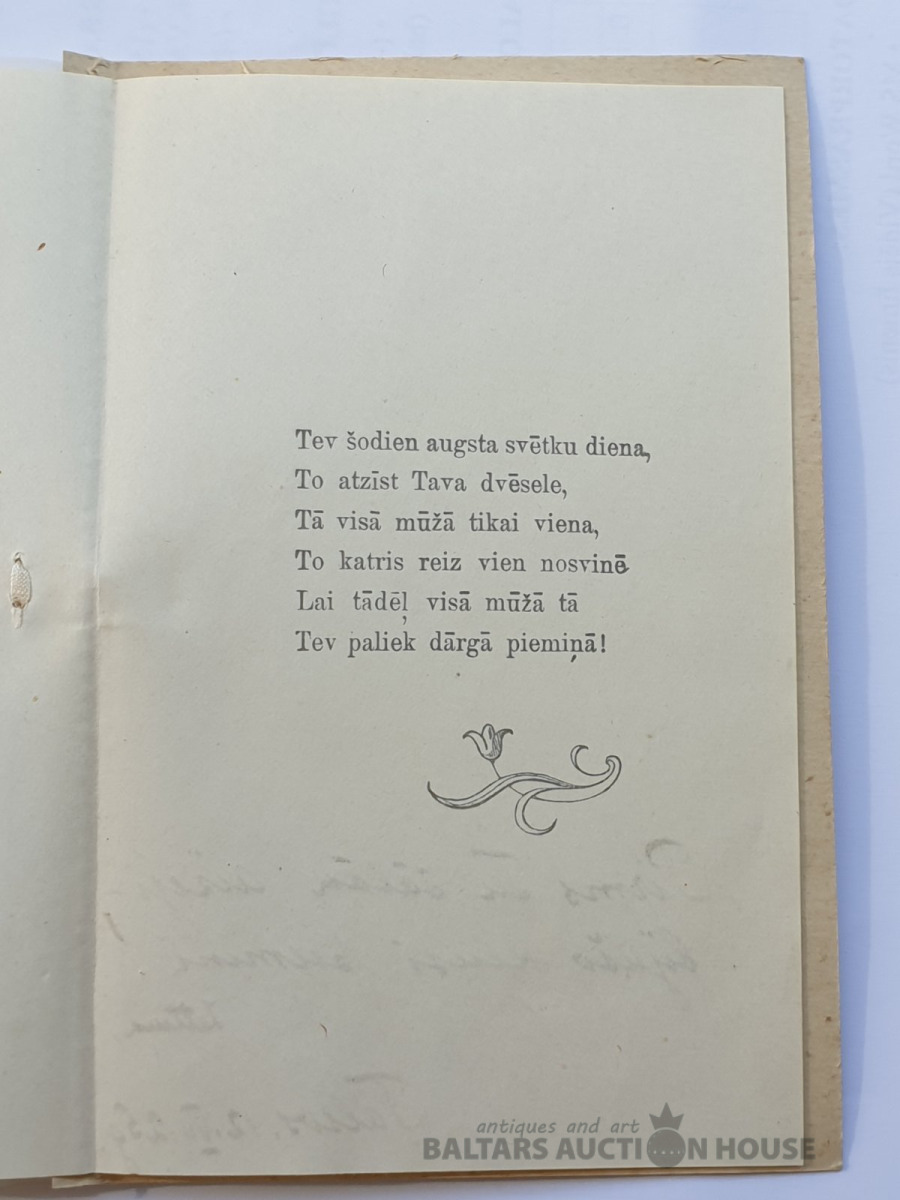 Tev šodien augsta svētku diena,
To atzīst Tava dvēsele,
Tā visā mūžā tikai viena,
To katris reiz vien nosvinē
Lai tādēļ visā mūžā tā
Tev paliek dārgā piemiņā!
antiques and art
BALTARS AUCTION HOUSE